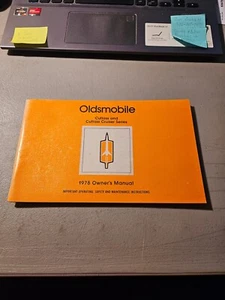 Oldsmobile
Cutlass and
Cutlass Cruiser Series
1978 Owner's Manual
IMPORTANT OPERATING, SAFETY AND MAINTENANCE INSTRUCTIONS